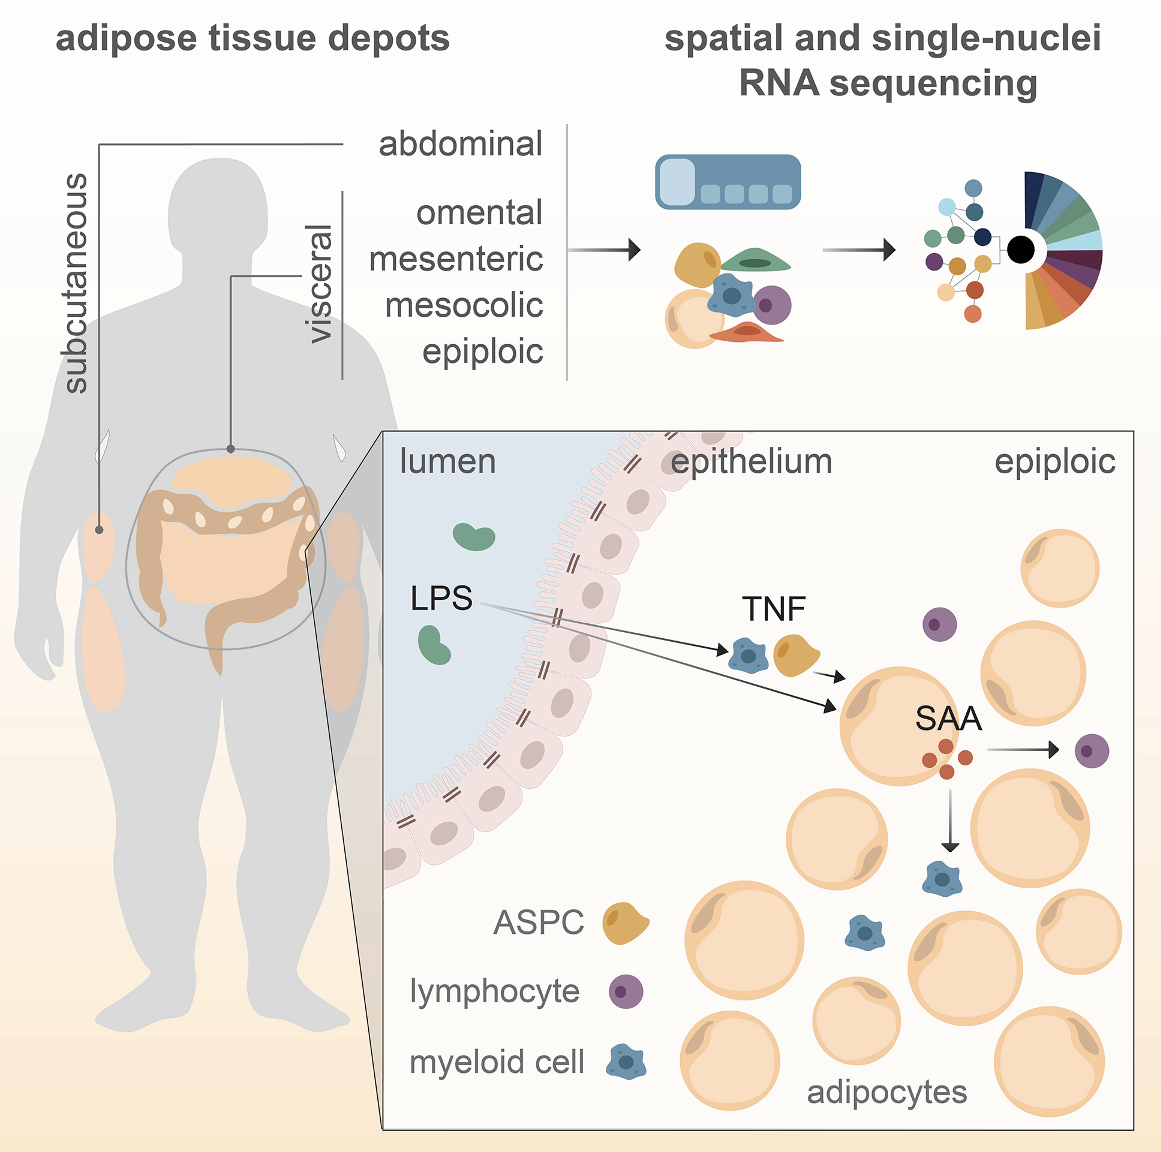 adipose tissue depots
spatial and single-nuclei
RNA sequencing
subcutaneous
visceral
abdominal
omental
mesenteric
mesocolic
epiploic
lumen
epithelium
epiploic
LPS
TNF
SAA
ASPC
lymphocyte
myeloid cell
adipocytes